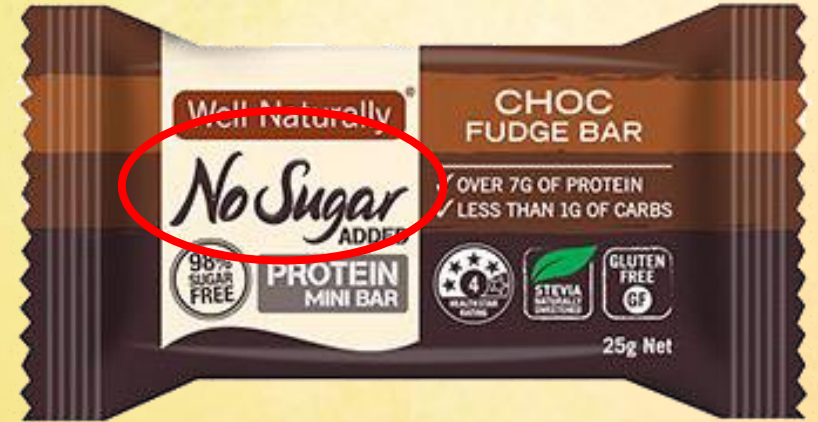 Well Naturally®
No Sugar
ADDED
98%
SUGAR
FREE
PROTEIN
MINI BAR
CHOC
FUDGE BAR
✓ OVER 7G OF PROTEIN
✓ LESS THAN 1G OF CARBS
4
HEALTH STAR
RATING
STEVIA
NATURALLY
SWEETENED
GLUTEN
FREE
GF
25g Net